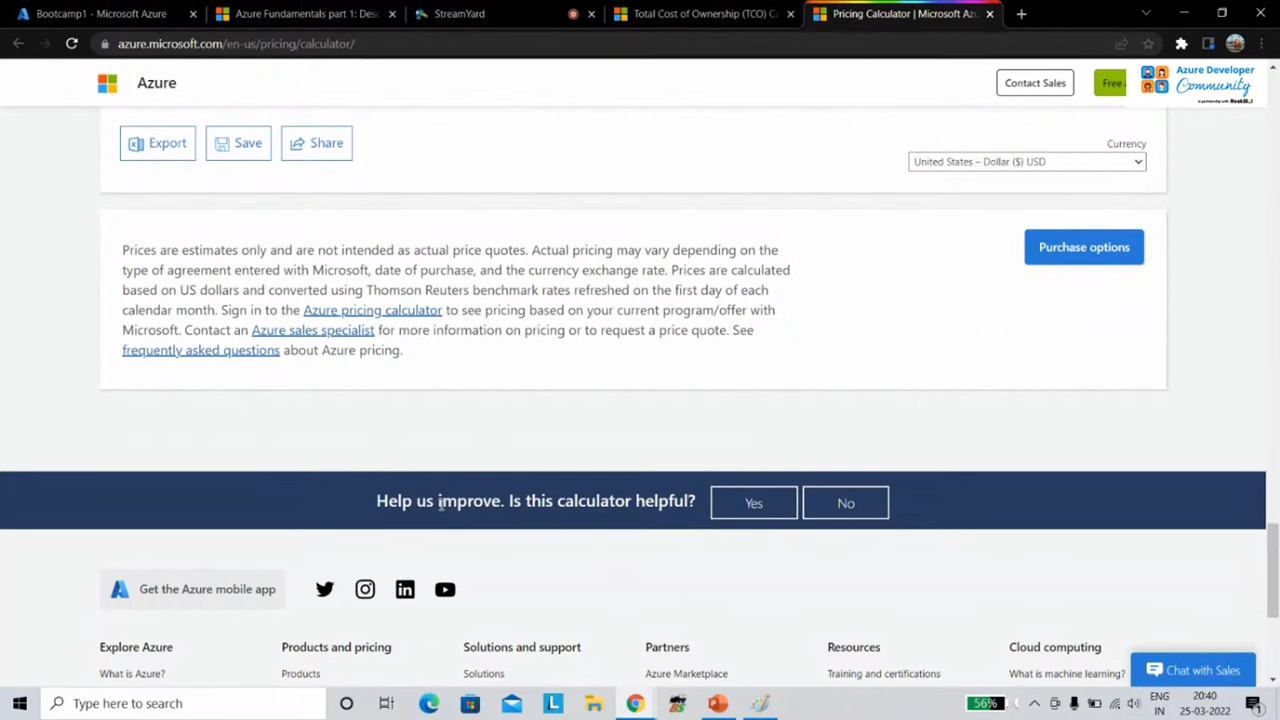 Bootcamp1 - Microsoft Azure
Azure Fundamentals part 1: Desc
StreamYard
Total Cost of Ownership (TCO) Ca
Pricing Calculator | Microsoft Azu
azure.microsoft.com/en-us/pricing/calculator/
Azure
Contact Sales
Free
Azure Developer
Community
Export
Save
Share
Currency
United States – Dollar ($) USD
Prices are estimates only and are not intended as actual price quotes. Actual pricing may vary depending on the
type of agreement entered with Microsoft, date of purchase, and the currency exchange rate. Prices are calculated
based on US dollars and converted using Thomson Reuters benchmark rates refreshed on the first day of each
calendar month. Sign in to the Azure pricing calculator to see pricing based on your current program/offer with
Microsoft. Contact an Azure sales specialist for more information on pricing or to request a price quote. See
frequently asked questions about Azure pricing.
Purchase options
Help us improve. Is this calculator helpful?
Yes
No
Get the Azure mobile app
Explore Azure
Products and pricing
Solutions and support
Partners
Resources
Cloud computing
What is Azure?
Products
Solutions
Azure Marketplace
Training and certifications
What is machine learning?
Chat with Sales
Type here to search
56%
ENG
IN
20:40
25-03-2022